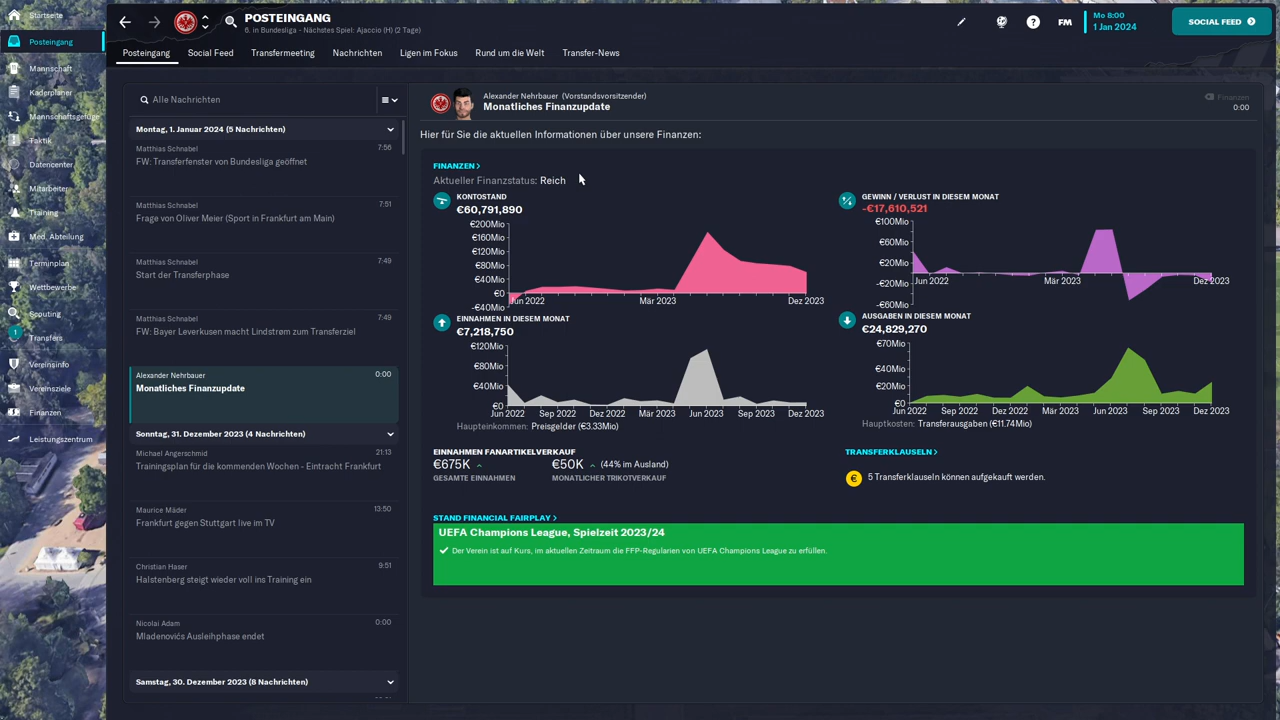 Startseite
Posteingang
Mannschaft
Kaderplaner
Mannschaftsgefüge
Taktik
Datencenter
Mitarbeiter
Training
Med. Abteilung
Terminplan
Wettbewerbe
Scouting
1
Transfers
Vereinsinfo
Vereinsziele
Finanzen
Leistungszentrum
POSTEINGANG
6. in Bundesliga - Nächstes Spiel: Ajaccio (H) (2 Tage)
FM
Mo 8:00
1 Jan 2024
SOCIAL FEED
Posteingang
Social Feed
Transfermeeting
Nachrichten
Ligen im Fokus
Rund um die Welt
Transfer-News
Alle Nachrichten
Montag, 1. Januar 2024 (5 Nachrichten)
Matthias Schnabel 7:56
FW: Transferfenster von Bundesliga geöffnet
Matthias Schnabel 7:51
Frage von Oliver Meier (Sport in Frankfurt am Main)
Matthias Schnabel 7:49
Start der Transferphase
Matthias Schnabel 7:49
FW: Bayer Leverkusen macht Lindstrøm zum Transferziel
Alexander Nehrbauer 0:00
Monatliches Finanzupdate
Sonntag, 31. Dezember 2023 (4 Nachrichten)
Michael Angerschmid 21:13
Trainingsplan für die kommenden Wochen - Eintracht Frankfurt
Maurice Mäder 13:50
Frankfurt gegen Stuttgart live im TV
Christian Haser 9:51
Halstenberg steigt wieder voll ins Training ein
Nicolai Adam 0:00
Mladenovićs Ausleihphase endet
Samstag, 30. Dezember 2023 (8 Nachrichten)
Alexander Nehrbauer (Vorstandsvorsitzender)
Monatliches Finanzupdate
Finanzen
0:00
Hier für Sie die aktuellen Informationen über unsere Finanzen:
FINANZEN >
Aktueller Finanzstatus: Reich
KONTOSTAND
€60,791,890
€200Mio
€160Mio
€120Mio
€80Mio
€40Mio
€0
-€40Mio
Jun 2022 Mär 2023 Dez 2023
GEWINN / VERLUST IN DIESEM MONAT
-€17,610,521
€100Mio
€60Mio
€20Mio
-€20Mio
-€60Mio
Jun 2022 Mär 2023 Dez 2023
EINNAHMEN IN DIESEM MONAT
€7,218,750
€120Mio
€80Mio
€40Mio
€0
Jun 2022 Sep 2022 Dez 2022 Mär 2023 Jun 2023 Sep 2023 Dez 2023
Haupteinkommen: Preisgelder (€3.33Mio)
AUSGABEN IN DIESEM MONAT
€24,829,270
€70Mio
€40Mio
€20Mio
€0
Jun 2022 Sep 2022 Dez 2022 Mär 2023 Jun 2023 Sep 2023 Dez 2023
Hauptkosten: Transferausgaben (€11.74Mio)
EINNAHMEN FANARTIKELVERKAUF
€675K €50K (44% im Ausland)
GESAMTE EINNAHMEN MONATLICHER TRIKOTVERKAUF
TRANSFERKLAUSELN >
€ 5 Transferklauseln können aufgekauft werden.
STAND FINANCIAL FAIRPLAY >
UEFA Champions League, Spielzeit 2023/24
Der Verein ist auf Kurs, im aktuellen Zeitraum die FFP-Regularien von UEFA Champions League zu erfüllen.